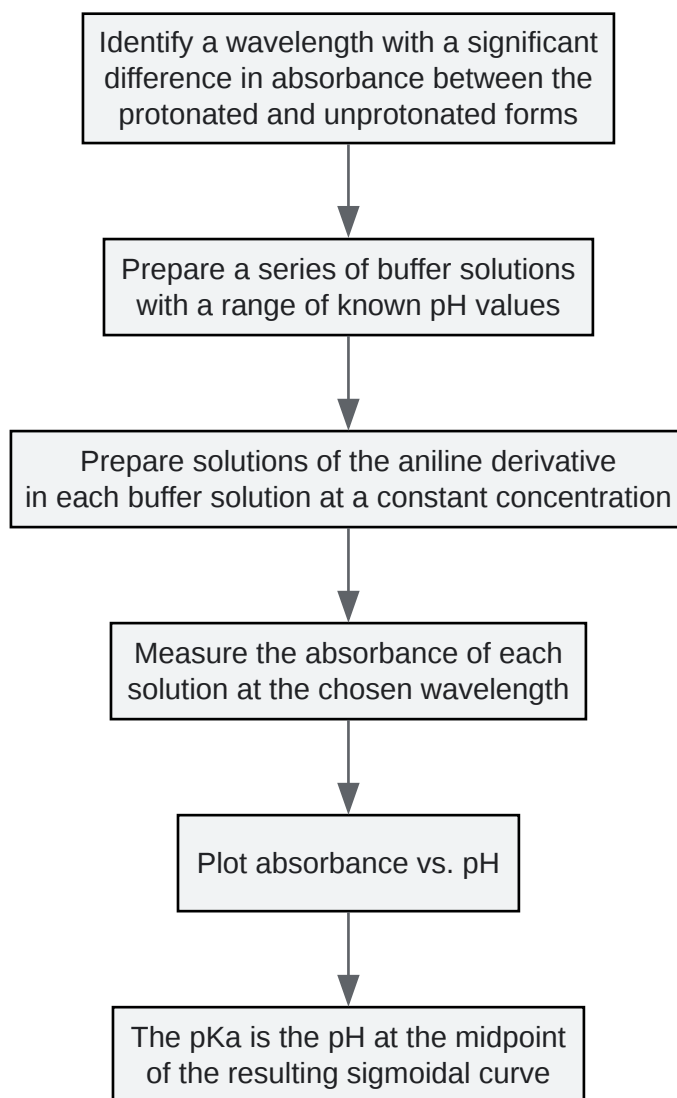 Identify a wavelength with a significant
difference in absorbance between the
protonated and unprotonated forms
Prepare a series of buffer solutions
with a range of known pH values
Prepare solutions of the aniline derivative
in each buffer solution at a constant concentration
Measure the absorbance of each
solution at the chosen wavelength
Plot absorbance vs. pH
The pKa is the pH at the midpoint
of the resulting sigmoidal curve